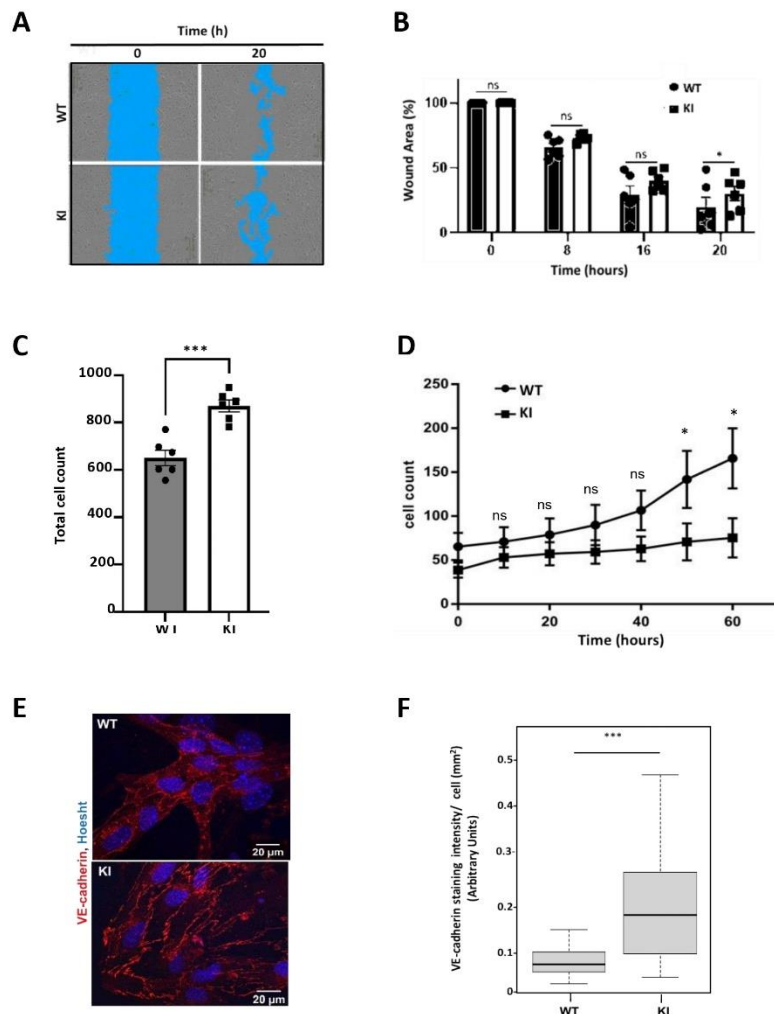 A
Time (h)
0 20
WT
KI
B
Wound Area (%)
100
50
0
ns
ns
ns
*
WT
KI
0 8 16 20
Time (hours)
C
Total cell count
1000
800
600
400
200
0
***
WT KI
D
cell count
250
200
150
100
50
0
WT
KI
ns
ns
ns
ns
*
*
0 20 40 60
Time (hours)
E
VE-cadherin, Hoesht
WT
20 µm
KI
20 µm
F
VE-cadherin staining intensity/ cell (mm²)
(Arbitrary Units)
0.5
0.4
0.3
0.2
0.1
0
***
WT KI